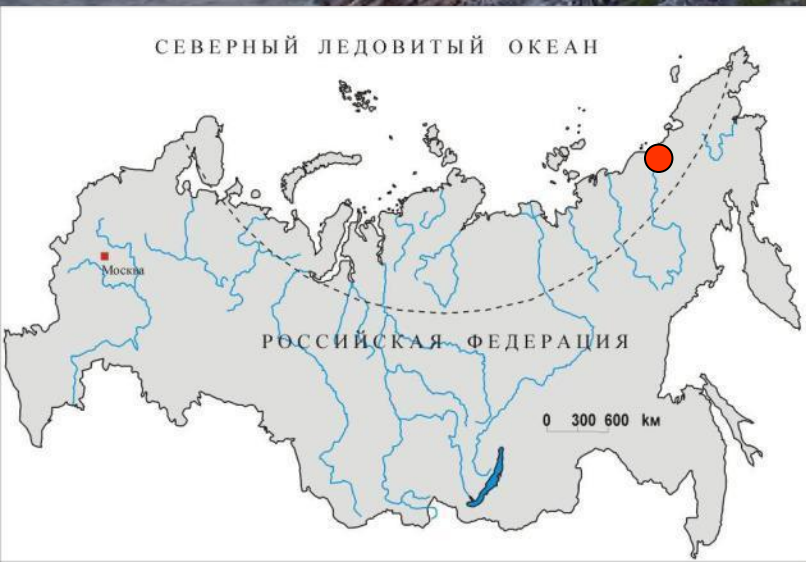 СЕВЕРНЫЙ ЛЕДОВИТЫЙ ОКЕАН
Москва
РОССИЙСКАЯ ФЕДЕРАЦИЯ
0 300 600 км